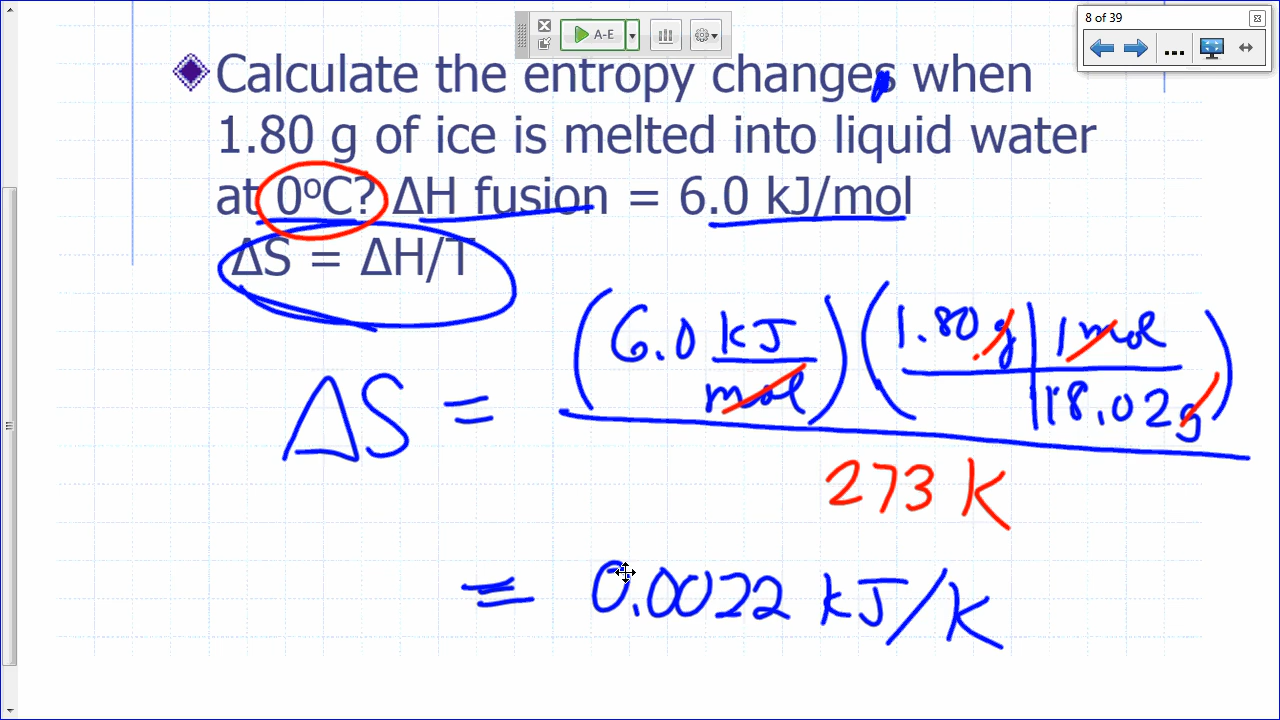 8 of 39
A-E
Calculate the entropy change when
1.80 g of ice is melted into liquid water
at 0°C? ΔH fusion = 6.0 kJ/mol
ΔS = ΔH/T
(6.0 kJ/mol) (1.80 g | 1 mol
18.02 g)
ΔS =
273 K
= 0.0022 kJ/K